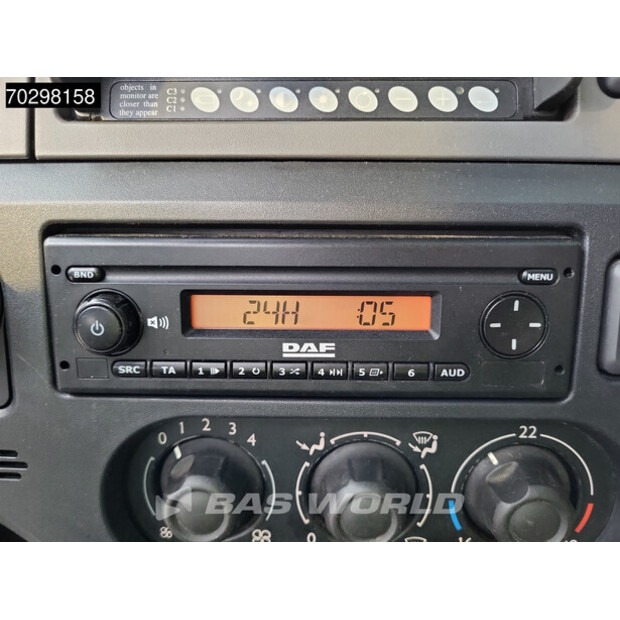 70298158
objects in
monitor are
closer than
they appear
C3
C2
C1
BND
MENU
24H :05
DAF
SRC TA 1 2 3 4 5 6 AUD
0 1 2 3 4
0
22
BAS WORLD